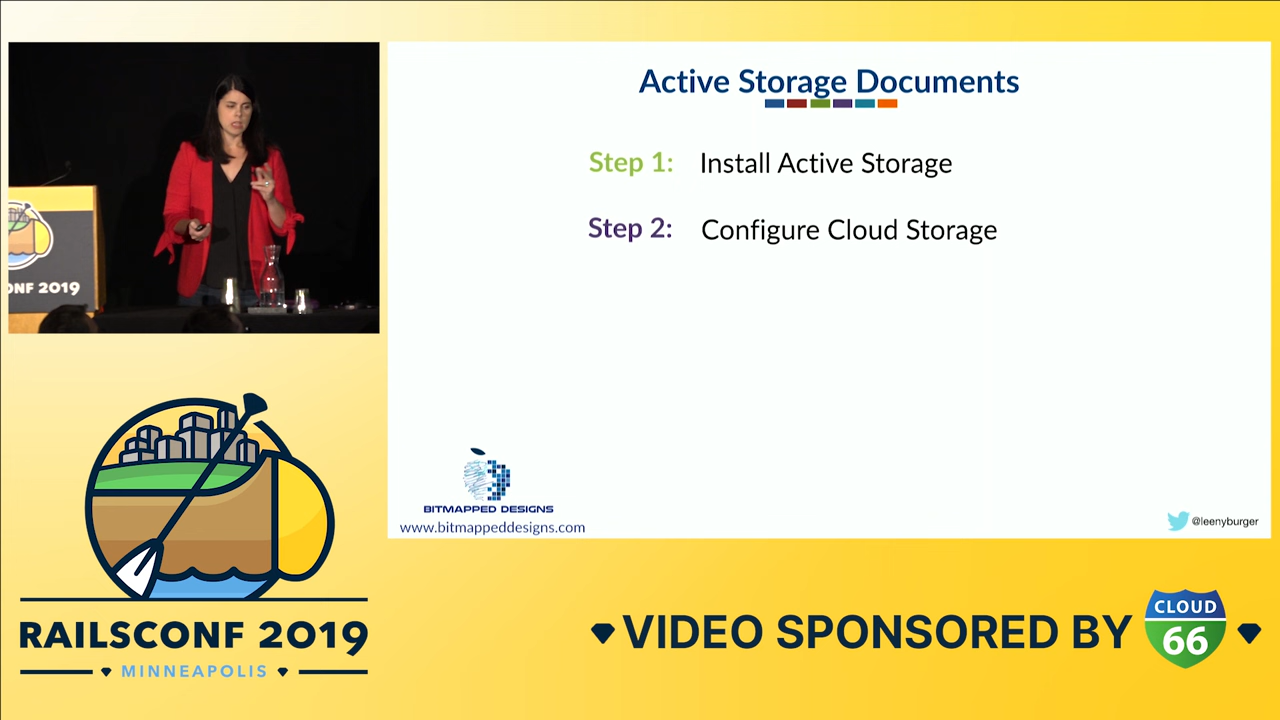 Active Storage Documents
Step 1: Install Active Storage
Step 2: Configure Cloud Storage
BITMAPPED DESIGNS
www.bitmappeddesigns.com
@leenyburger
ONF 2019
RAILSCONF 2019
MINNEAPOLIS
VIDEO SPONSORED BY
CLOUD
66